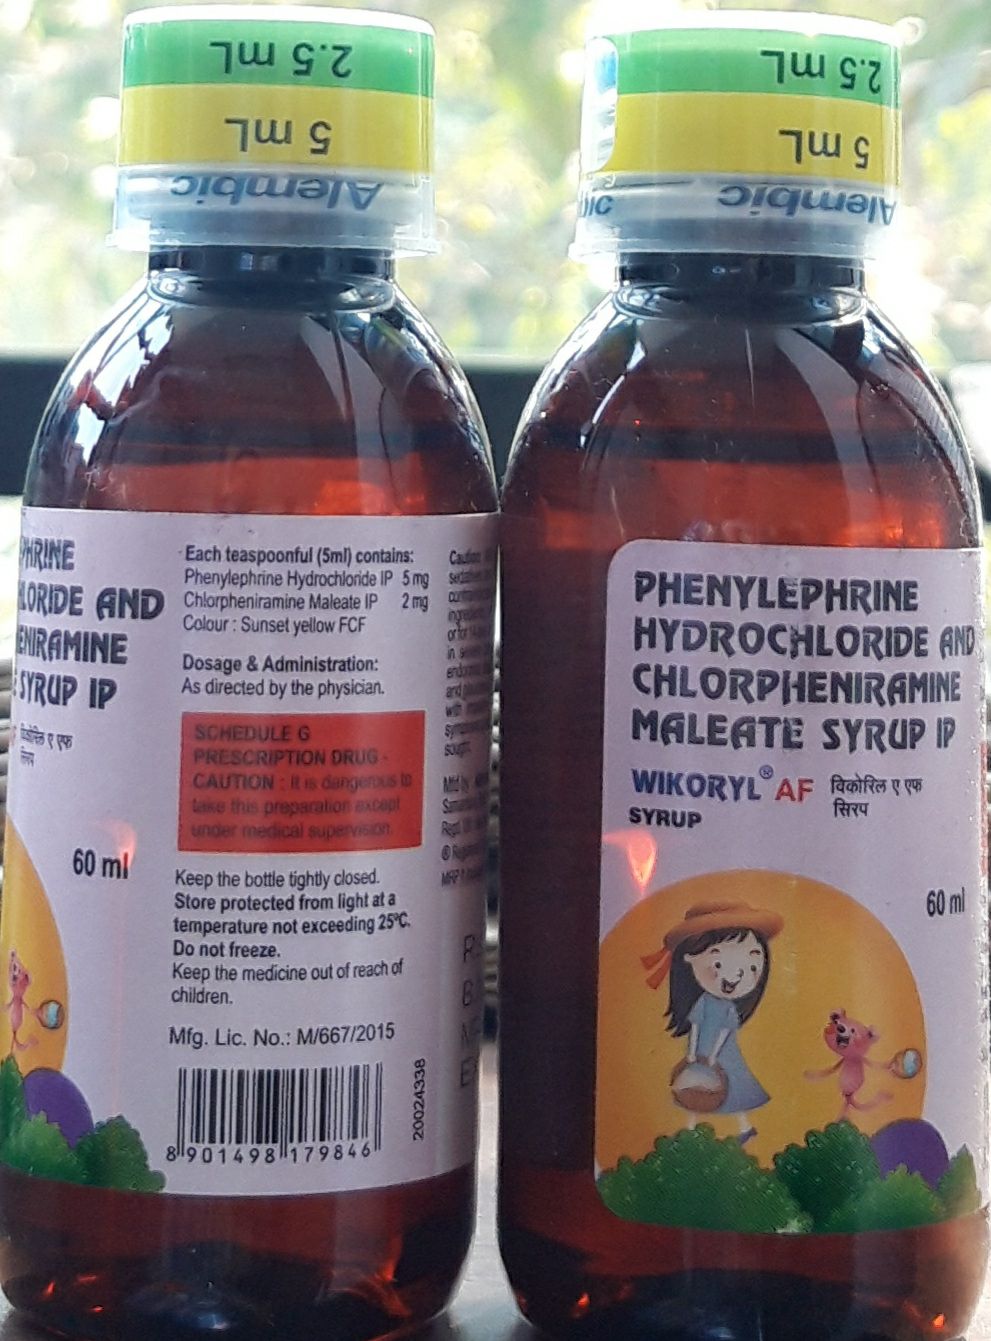 2.5 mL
5 mL
Alembic
PHRINE
LORIDE AND
ENIRAMINE
SYRUP IP
60 ml
Each teaspoonful (5ml) contains:
Phenylephrine Hydrochloride IP 5 mg
Chlorpheniramine Maleate IP 2 mg
Colour : Sunset yellow FCF
Dosage & Administration:
As directed by the physician.
SCHEDULE G
PRESCRIPTION DRUG -
CAUTION : It is dangerous to
take this preparation except
under medical supervision.
Keep the bottle tightly closed.
Store protected from light at a
temperature not exceeding 25ºC.
Do not freeze.
Keep the medicine out of reach of
children.
Mfg. Lic. No.: M/667/2015
8 901498 179846
20024338
2.5 mL
5 mL
Alembic
PHENYLEPHRINE
HYDROCHLORIDE AND
CHLORPHENIRAMINE
MALEATE SYRUP IP
WIKORYL® AF विकोरिल ए एफ
SYRUP सिरप
60 ml